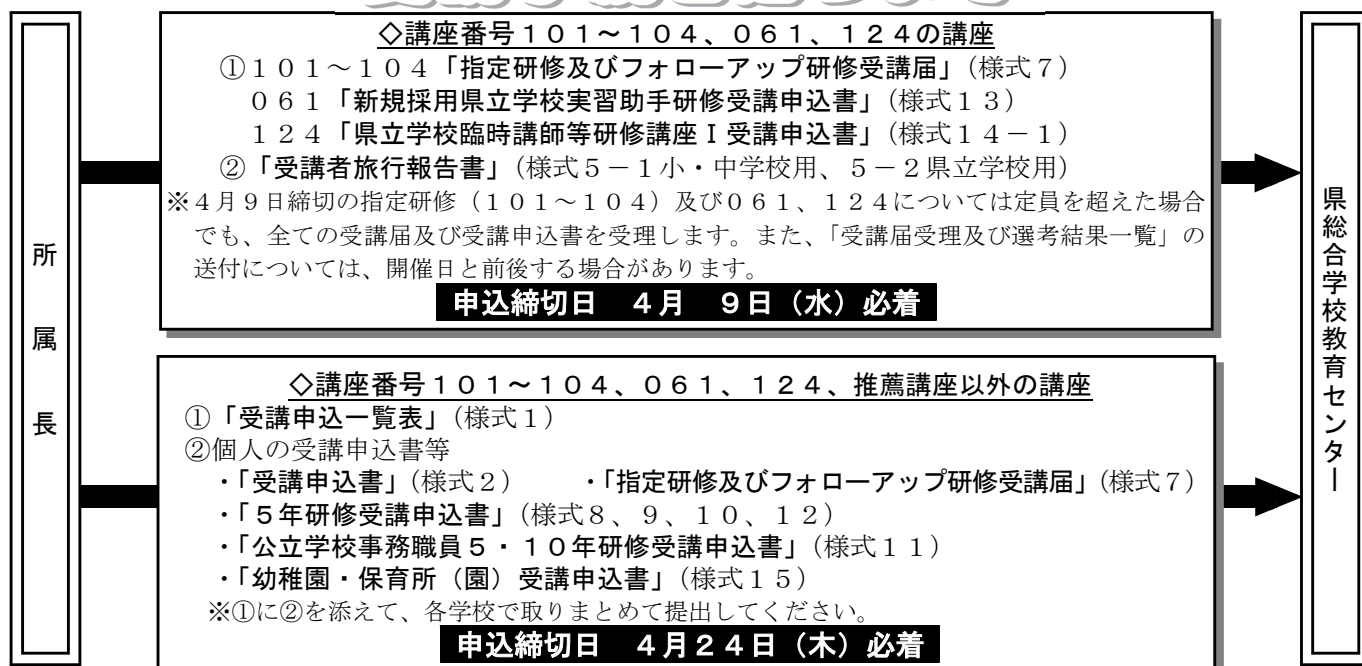 ◇講座番号１０１～１０４、０６１、１２４の講座
①１０１～１０４「指定研修及びフォローアップ研修受講届」（様式７）
０６１「新規採用県立学校実習助手研修受講申込書」（様式１３）
１２４「県立学校臨時講師等研修講座Ⅰ受講申込書」（様式１４－１）
②「受講者旅行報告書」（様式５－１小・中学校用、５－２県立学校用）
※４月９日締切の指定研修（１０１～１０４）及び０６１、１２４については定員を超えた場合
でも、全ての受講届及び受講申込書を受理します。また、「受講届受理及び選考結果一覧」の
送付については、開催日と前後する場合があります。
申込締切日　４月　９日（水）必着
所属長
県総合学校教育センター
◇講座番号１０１～１０４、０６１、１２４、推薦講座以外の講座
①「受講申込一覧表」（様式１）
②個人の受講申込書等
・「受講申込書」（様式２）　・「指定研修及びフォローアップ研修受講届」（様式７）
・「５年研修受講申込書」（様式８、９、１０、１２）
・「公立学校事務職員５・１０年研修受講申込書」（様式１１）
・「幼稚園・保育所（園）受講申込書」（様式１５）
※①に②を添えて、各学校で取りまとめて提出してください。
申込締切日　４月２４日（木）必着